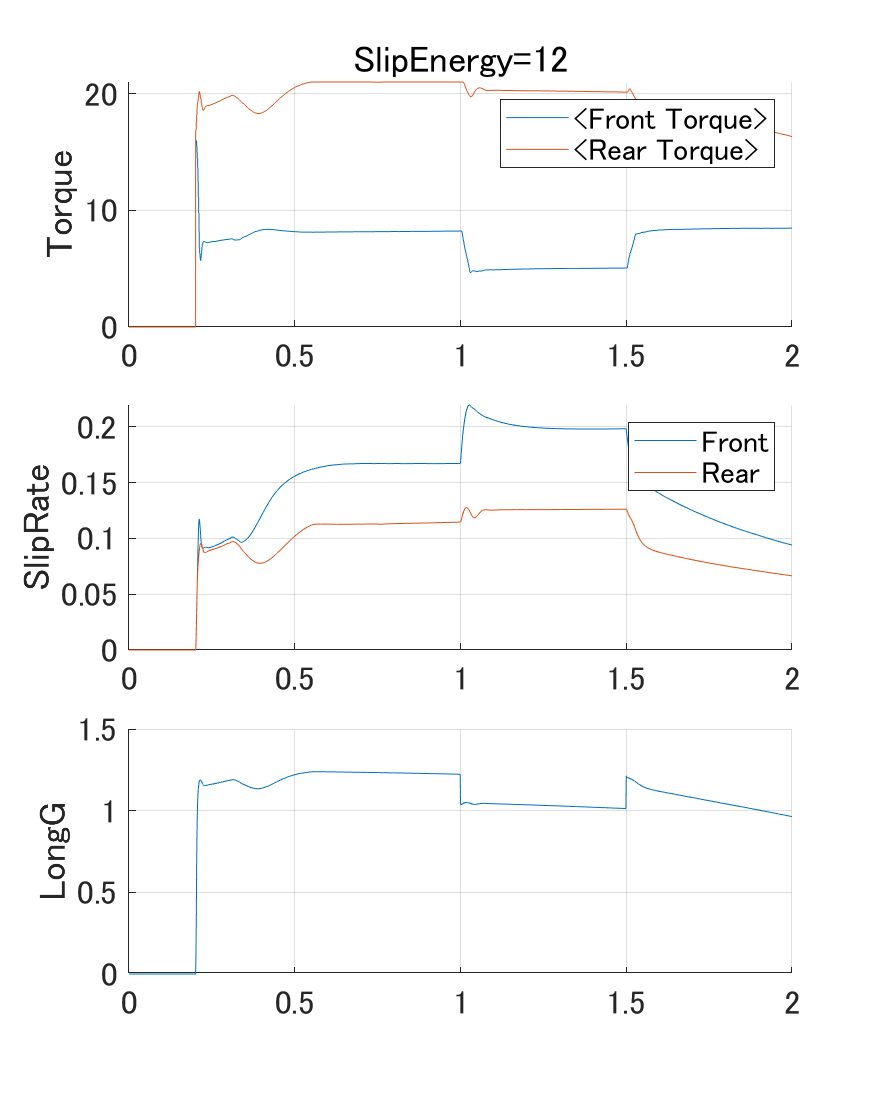 SlipEnergy=12
Torque
20
10
0
<Front Torque>
<Rear Torque>
0 0.5 1 1.5 2
SlipRate
0.2
0.15
0.1
0.05
0
Front
Rear
0 0.5 1 1.5 2
LongG
1.5
1
0.5
0
0 0.5 1 1.5 2